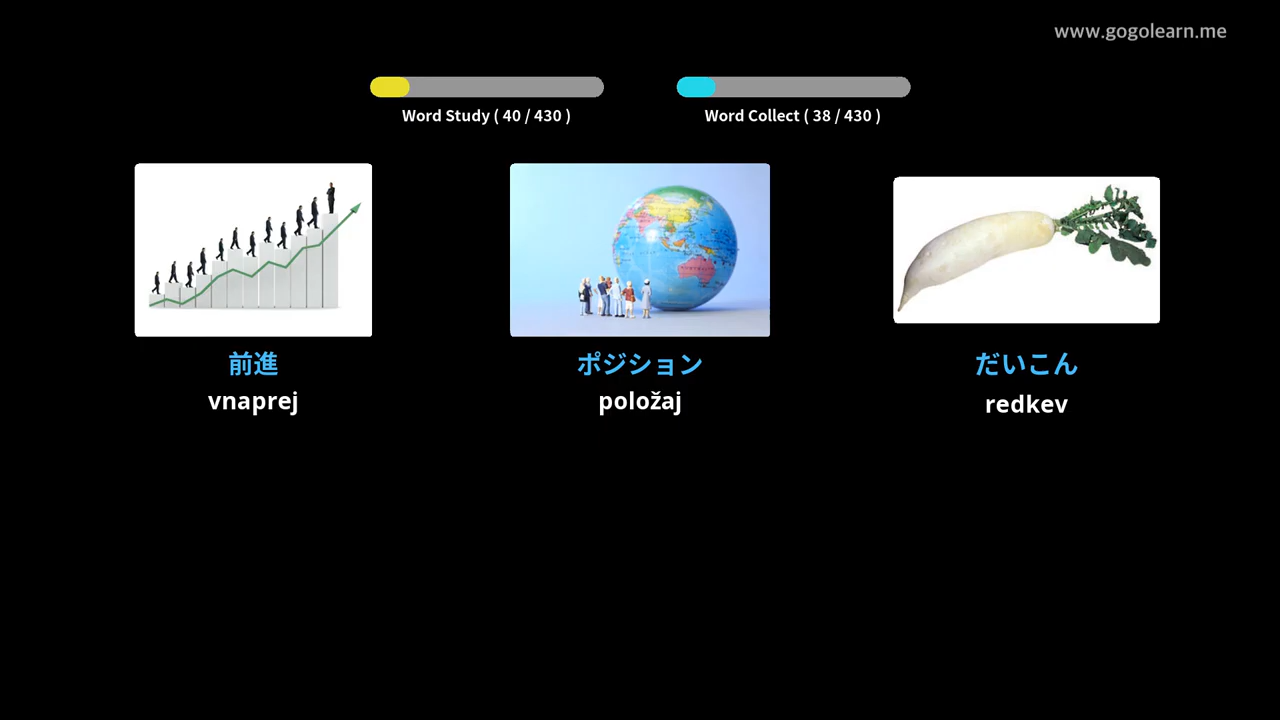 www.gogolearn.me
Word Study ( 40 / 430 )
Word Collect ( 38 / 430 )
前進
vnaprej
ポジション
položaj
だいこん
redkev